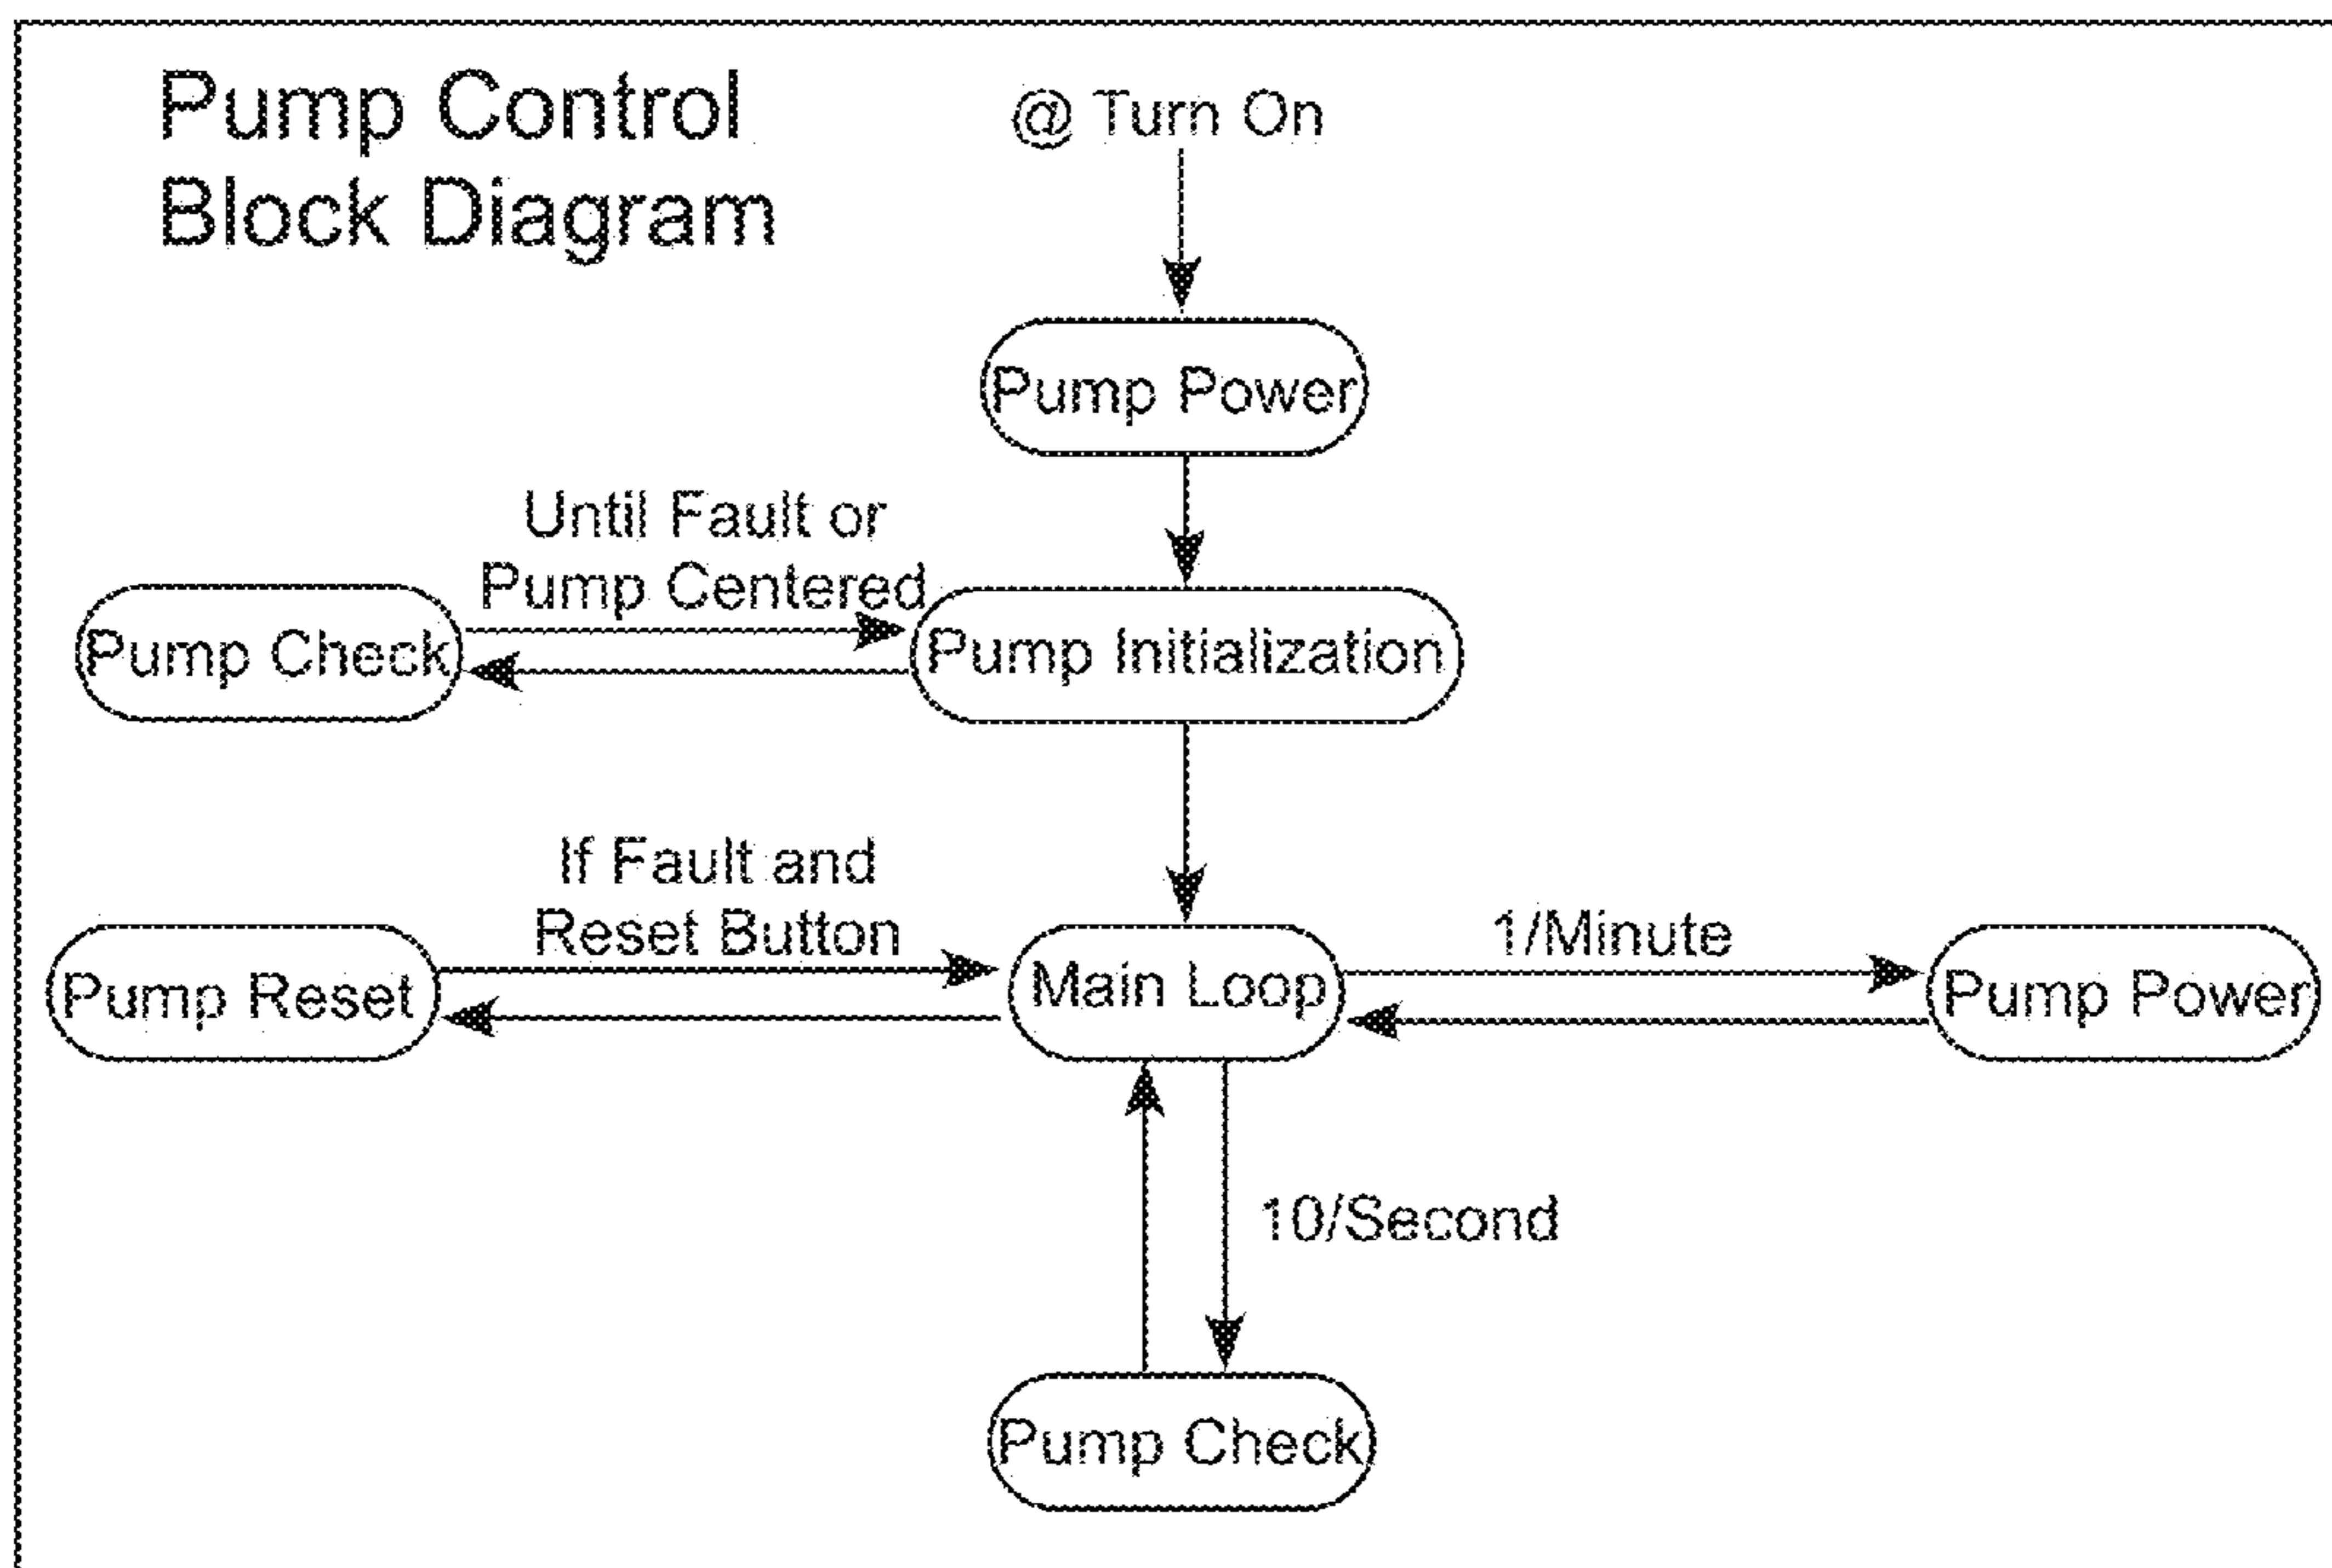 Pump Control
Block Diagram
@ Turn On
Pump Power
Until Fault or
Pump Centered
Pump Check
Pump Initialization
If Fault and
Reset Button
Pump Reset
Main Loop
1/Minute
Pump Power
10/Second
Pump Check